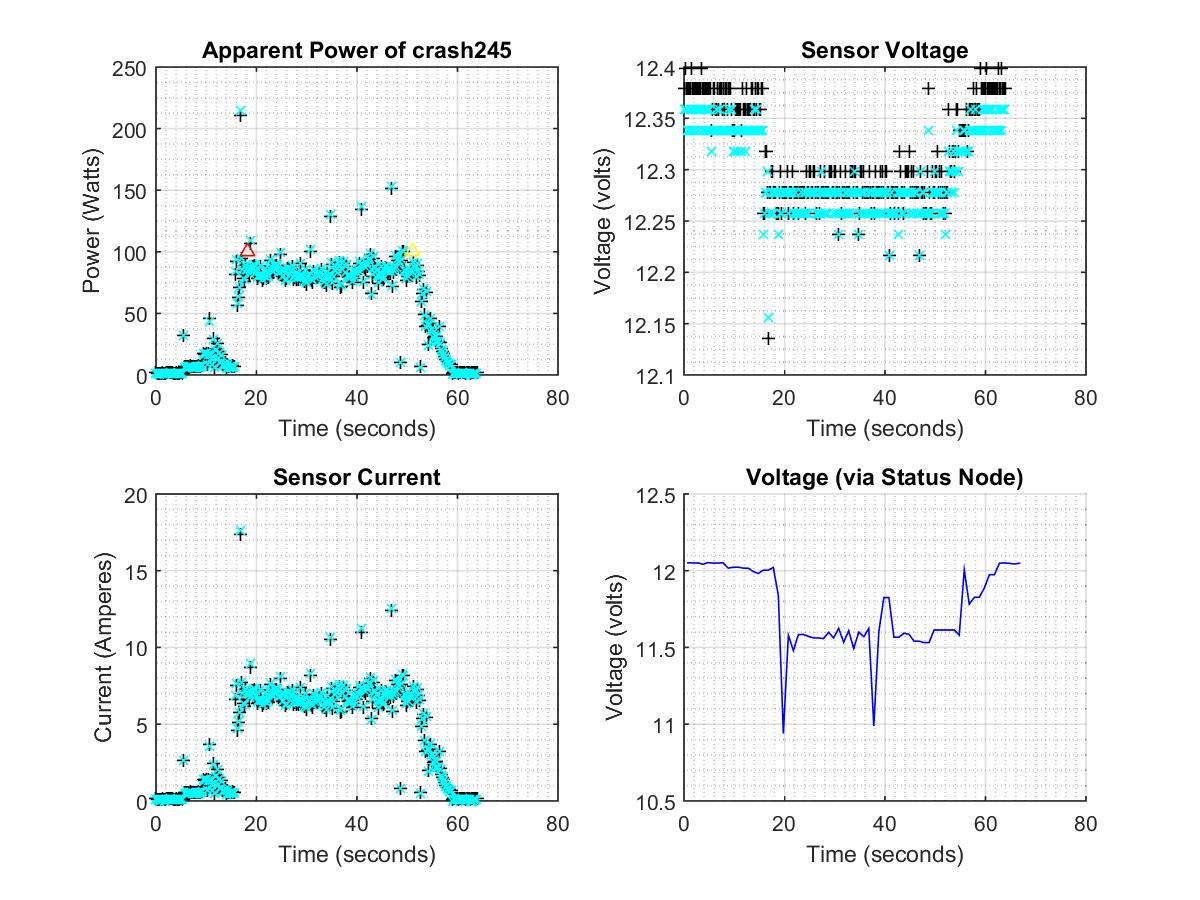 Apparent Power of crash245
250
200
150
100
50
0
Power (Watts)
0 20 40 60 80
Time (seconds)
Sensor Voltage
12.4
12.35
12.3
12.25
12.2
12.15
12.1
Voltage (volts)
0 20 40 60 80
Time (seconds)
Sensor Current
20
15
10
5
0
Current (Amperes)
0 20 40 60 80
Time (seconds)
Voltage (via Status Node)
12.5
12
11.5
11
10.5
Voltage (volts)
0 20 40 60 80
Time (seconds)